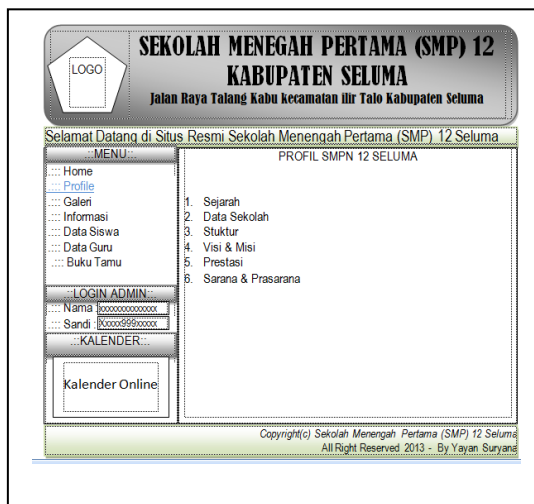 LOGO
SEKOLAH MENEGAH PERTAMA (SMP) 12
KABUPATEN SELUMA
Jalan Raya Talang Kabu kecamatan ilir Talo Kabupaten Seluma
Selamat Datang di Situs Resmi Sekolah Menengah Pertama (SMP) 12 Seluma
.::MENU::.
.::: Home
.::: Profile
.::: Galeri
.::: Informasi
.::: Data Siswa
.::: Data Guru
.::: Buku Tamu
.::LOGIN ADMIN::.
.::: Nama :
.::: Sandi :
.::KALENDER::.
Kalender Online
PROFIL SMPN 12 SELUMA
1. Sejarah
2. Data Sekolah
3. Stuktur
4. Visi & Misi
5. Prestasi
6. Sarana & Prasarana
Copyright(c) Sekolah Menengah Pertama (SMP) 12 Seluma
All Right Reserved 2013 - By Yayan Suryana